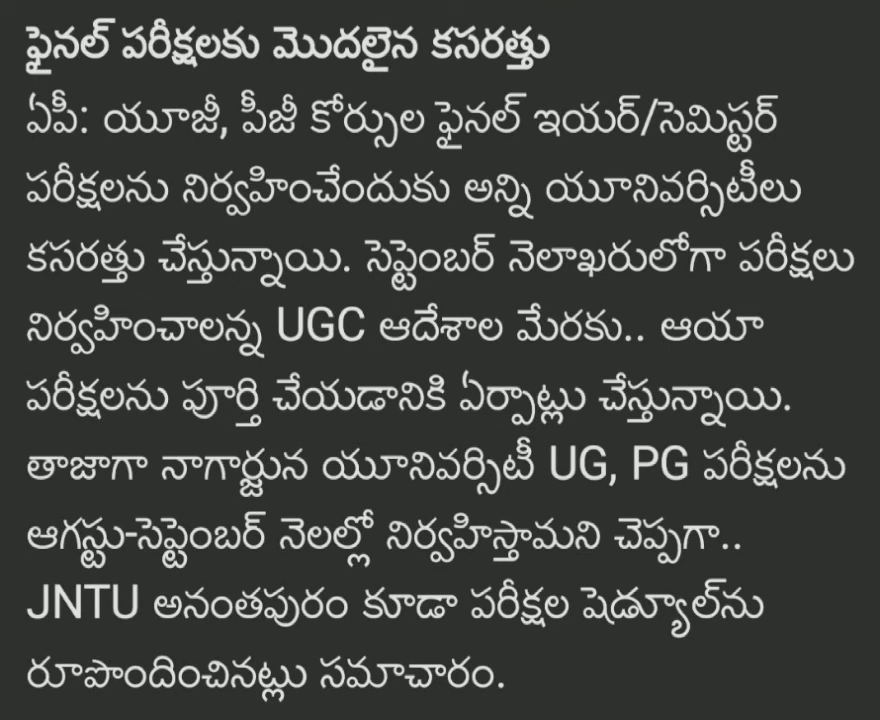 ఫైనల్ పరీక్షలకు మొదలైన కసరత్తు
ఏపీ: యూజీ, పీజీ కోర్సుల ఫైనల్ ఇయర్/సెమిస్టర్
పరీక్షలను నిర్వహించేందుకు అన్ని యూనివర్సిటీలు
కసరత్తు చేస్తున్నాయి. సెప్టెంబర్ నెలాఖరులోగా పరీక్షలు
నిర్వహించాలన్న UGC ఆదేశాల మేరకు.. ఆయా
పరీక్షలను పూర్తి చేయడానికి ఏర్పాట్లు చేస్తున్నాయి.
తాజాగా నాగార్జున యూనివర్సిటీ UG, PG పరీక్షలను
ఆగస్టు-సెప్టెంబర్ నెలల్లో నిర్వహిస్తామని చెప్పగా..
JNTU అనంతపురం కూడా పరీక్షల షెడ్యూల్‌ను
రూపొందించినట్లు సమాచారం.